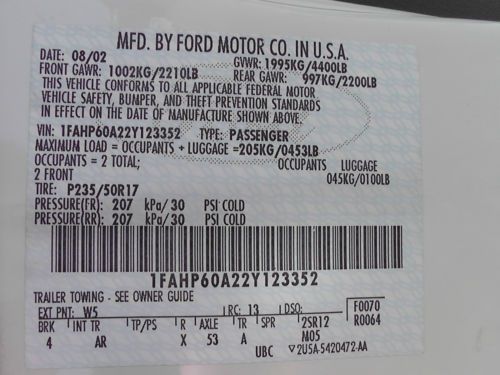 MFD. BY FORD MOTOR CO. IN U.S.A.
DATE: 08/02 GVWR: 1995KG/4400LB
FRONT GAWR: 1002KG/2210LB REAR GAWR: 997KG/2200LB
THIS VEHICLE CONFORMS TO ALL APPLICABLE FEDERAL MOTOR
VEHICLE SAFETY, BUMPER, AND THEFT PREVENTION STANDARDS
IN EFFECT ON THE DATE OF MANUFACTURE SHOWN ABOVE.
VIN: 1FAHP60A22Y123352 TYPE: PASSENGER
MAXIMUM LOAD = OCCUPANTS + LUGGAGE = 205KG/0453LB
OCCUPANTS = 2 TOTAL; OCCUPANTS LUGGAGE
2 FRONT 045KG/0100LB
TIRE: P235/50R17
PRESSURE(FR): 207 kPa/ 30 PSI COLD
PRESSURE(RR): 207 kPa/ 30 PSI COLD
1FAHP60A22Y123352
TRAILER TOWING - SEE OWNER GUIDE
EXT PNT: W5 RC: 13 DSO: F0070
BRK INT TR TP/PS R AXLE TR SPR 2SR12 R0064
4 AR X 53 A M05
UBC 2U5A-5420472-AA